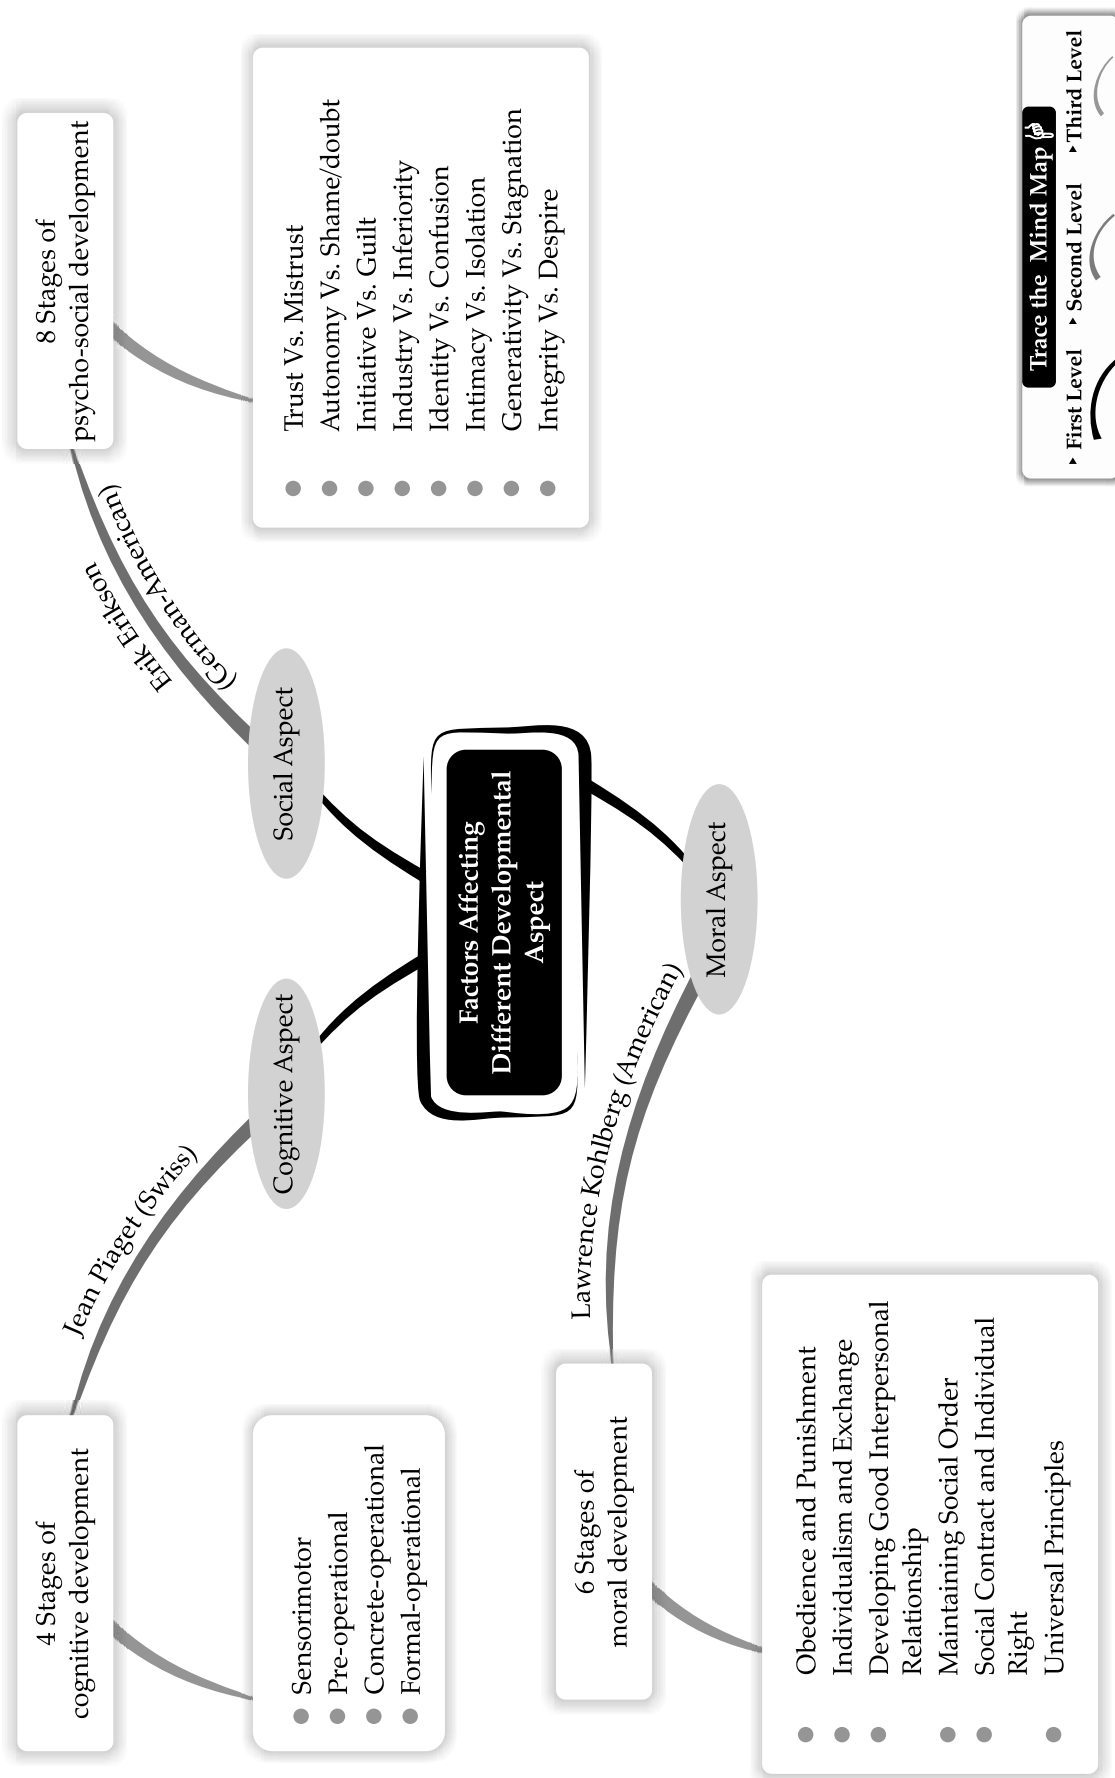 4 Stages of
cognitive development
Sensorimotor
Pre-operational
Concrete-operational
Formal-operational
Jean Piaget (Swiss)
Cognitive Aspect
8 Stages of
psycho-social development
Trust Vs. Mistrust
Autonomy Vs. Shame/doubt
Initiative Vs. Guilt
Industry Vs. Inferiority
Identity Vs. Confusion
Intimacy Vs. Isolation
Generativity Vs. Stagnation
Integrity Vs. Despire
Erik Erikson
(German-American)
Social Aspect
Factors Affecting
Different Developmental
Aspect
Moral Aspect
Lawrence Kohlberg (American)
6 Stages of
moral development
Obedience and Punishment
Individualism and Exchange
Developing Good Interpersonal
Relationship
Maintaining Social Order
Social Contract and Individual
Right
Universal Principles
Trace the Mind Map
First Level Second Level Third Level